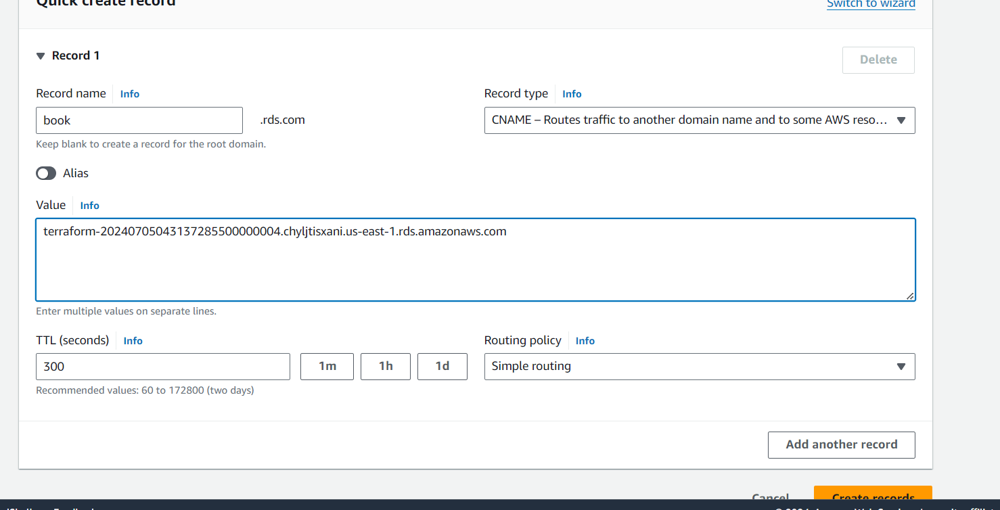 Quick create record
Switch to wizard
Record 1
Delete
Record name
Info
Record type
Info
book
.rds.com
CNAME – Routes traffic to another domain name and to some AWS reso…
Keep blank to create a record for the root domain.
Alias
Value
Info
terraform-20240705043137285500000004.chyljtisxani.us-east-1.rds.amazonaws.com
Enter multiple values on separate lines.
TTL (seconds)
Info
Routing policy
Info
300
1m
1h
1d
Simple routing
Recommended values: 60 to 172800 (two days)
Add another record
Cancel
Create records